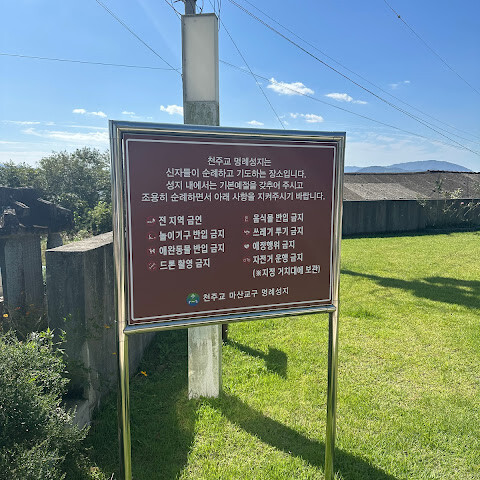 천주교 명례성지는
신자들이 순례하고 기도하는 장소입니다.
성지 내에서는 기본예절을 갖추어 주시고
조용히 순례하면서 아래 사항을 지켜주시기 바랍니다.
전 지역 금연
놀이기구 반입 금지
애완동물 반입 금지
드론 촬영 금지
음식물 반입 금지
쓰레기 투기 금지
애정행위 금지
자전거 운행 금지
(※지정 거치대에 보관)
천주교 마산교구 명례성지